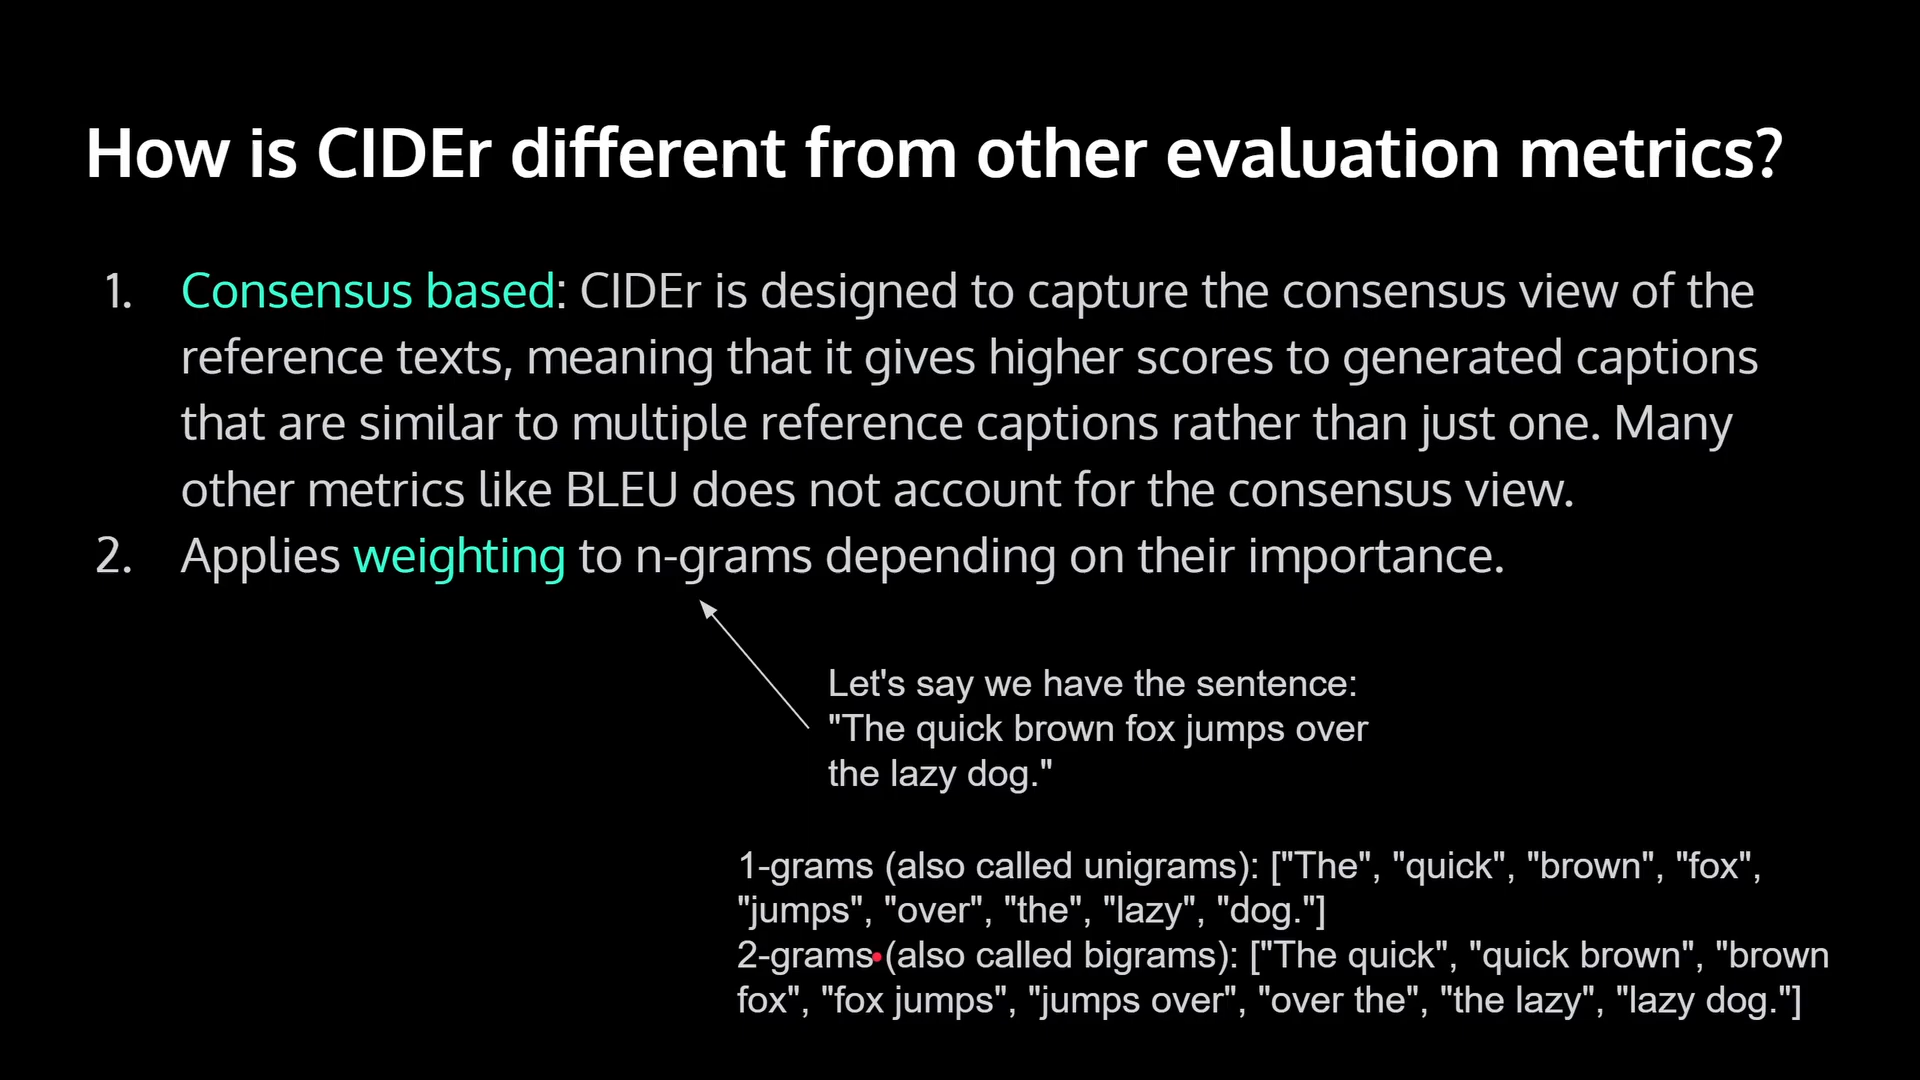 How is CIDEr different from other evaluation metrics?
1. Consensus based: CIDEr is designed to capture the consensus view of the
reference texts, meaning that it gives higher scores to generated captions
that are similar to multiple reference captions rather than just one. Many
other metrics like BLEU does not account for the consensus view.
2. Applies weighting to n-grams depending on their importance.
Let's say we have the sentence:
"The quick brown fox jumps over
the lazy dog."
1-grams (also called unigrams): ["The", "quick", "brown", "fox",
"jumps", "over", "the", "lazy", "dog."]
2-grams (also called bigrams): ["The quick", "quick brown", "brown
fox", "fox jumps", "jumps over", "over the", "the lazy", "lazy dog."]